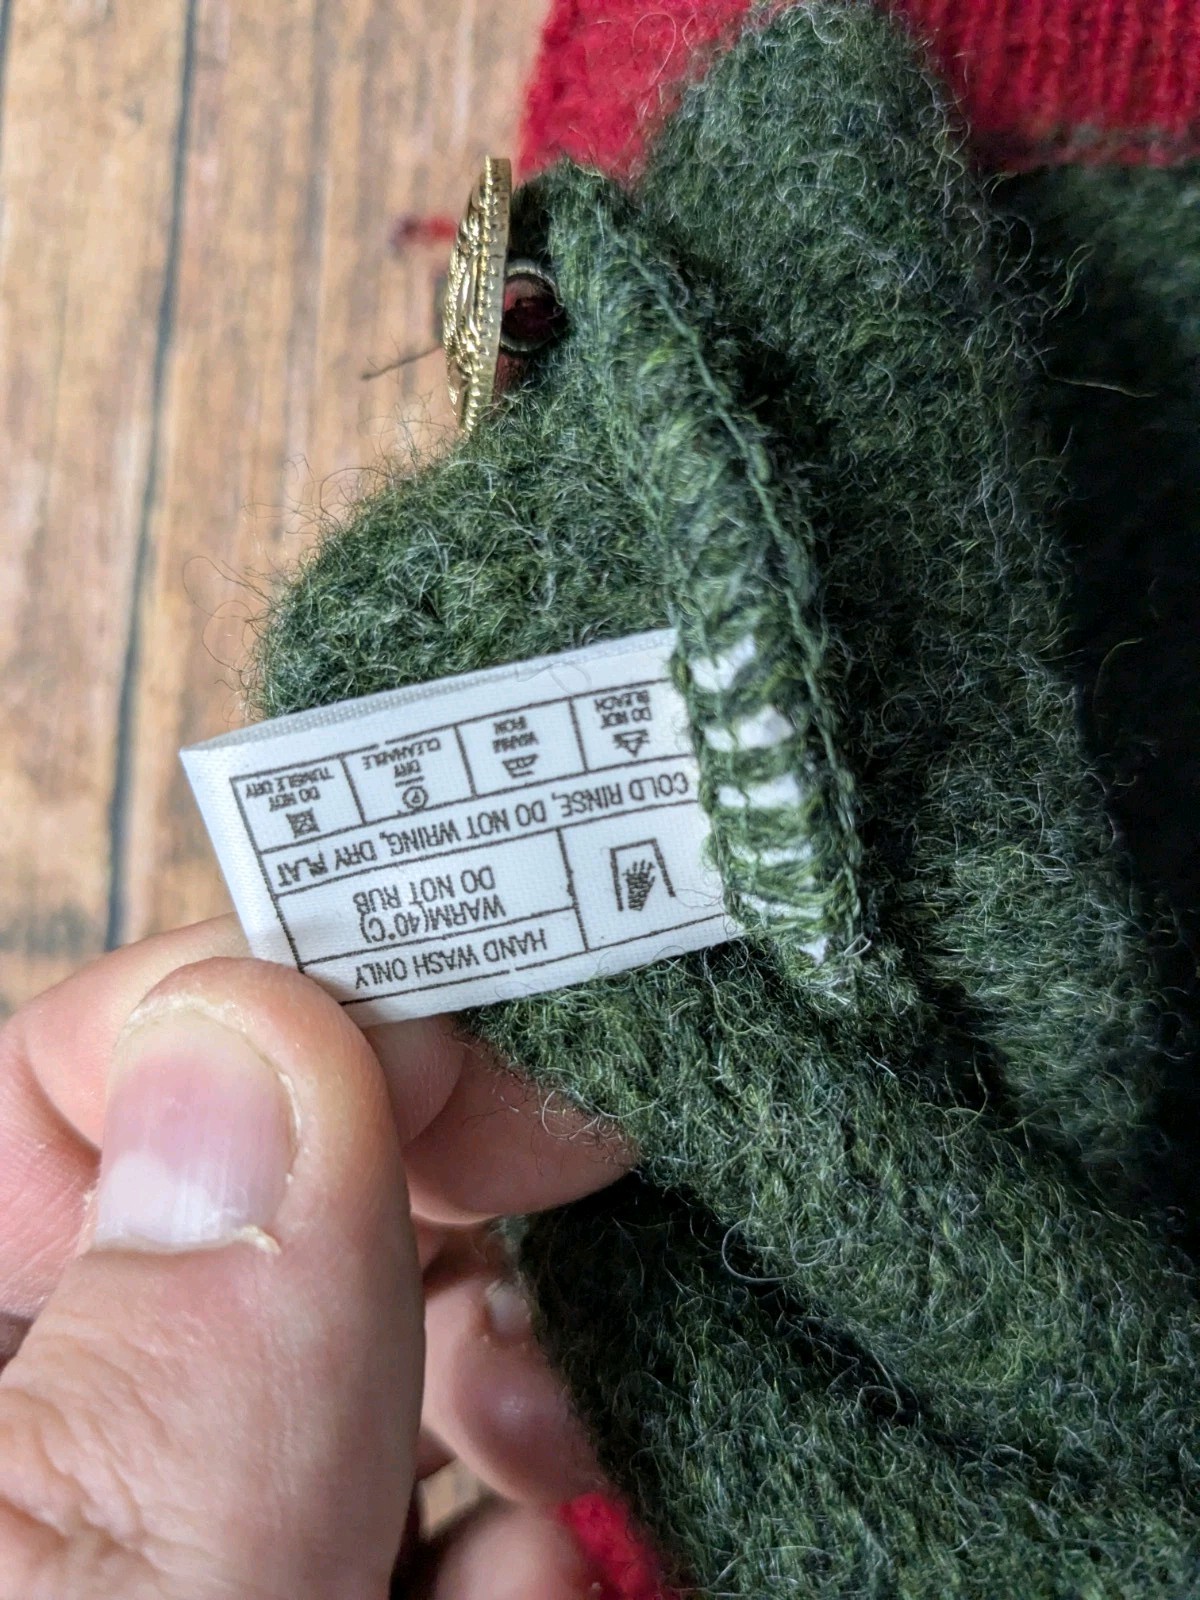 HAND WASH ONLY
WARM(40°C)
DO NOT RUB
COLD RINSE, DO NOT WRING, DRY FLAT
DO NOT
BLEACH
WARM
IRON
P
DRY
CLEANABLE
DO NOT
TUMBLE DRY